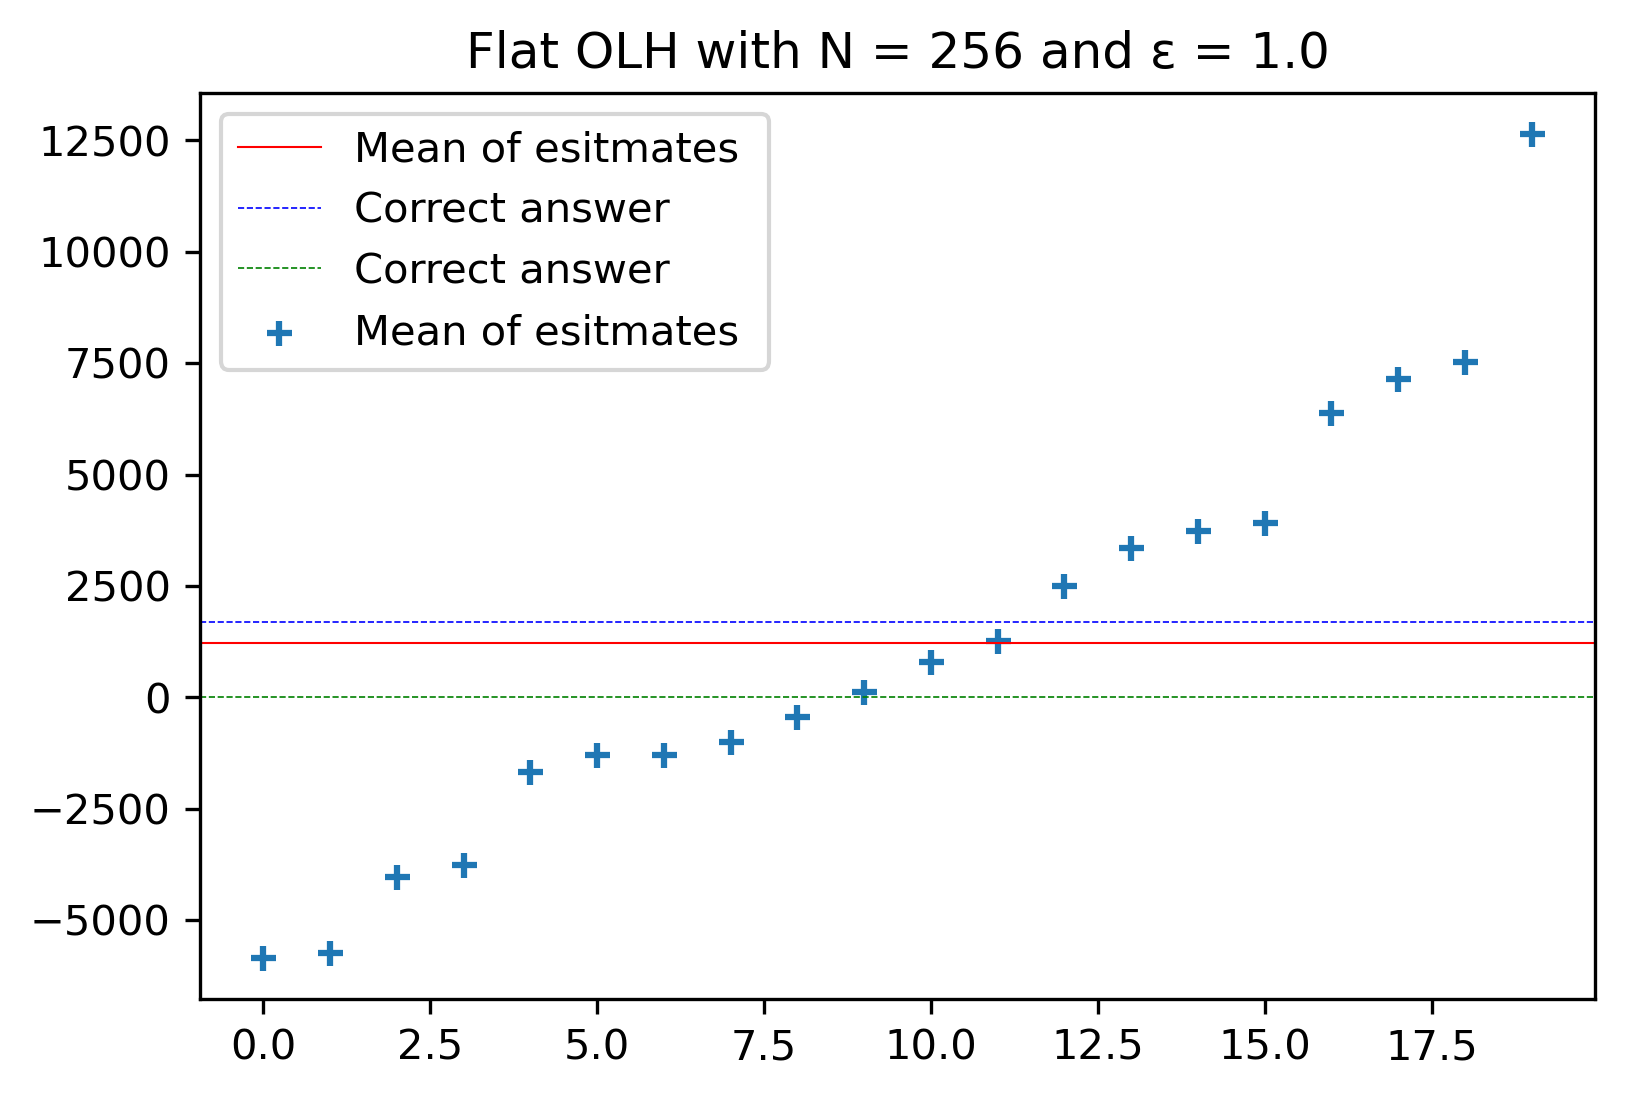 Flat OLH with N = 256 and ε = 1.0
Mean of esitmates
Correct answer
Correct answer
Mean of esitmates
12500
10000
7500
5000
2500
0
−2500
−5000
0.0 2.5 5.0 7.5 10.0 12.5 15.0 17.5